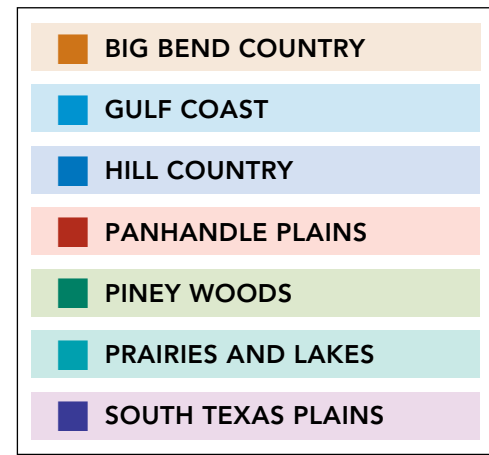 BIG BEND COUNTRY
GULF COAST
HILL COUNTRY
PANHANDLE PLAINS
PINEY WOODS
PRAIRIES AND LAKES
SOUTH TEXAS PLAINS